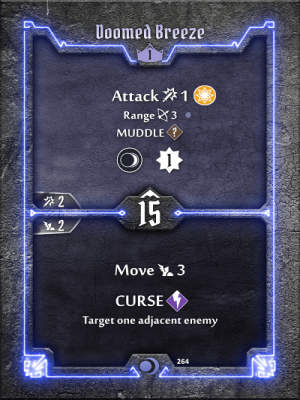 Doomed Breeze
1
Attack 1
Range 3
MUDDLE ?
1
2
15
2
Move 3
CURSE
Target one adjacent enemy
264